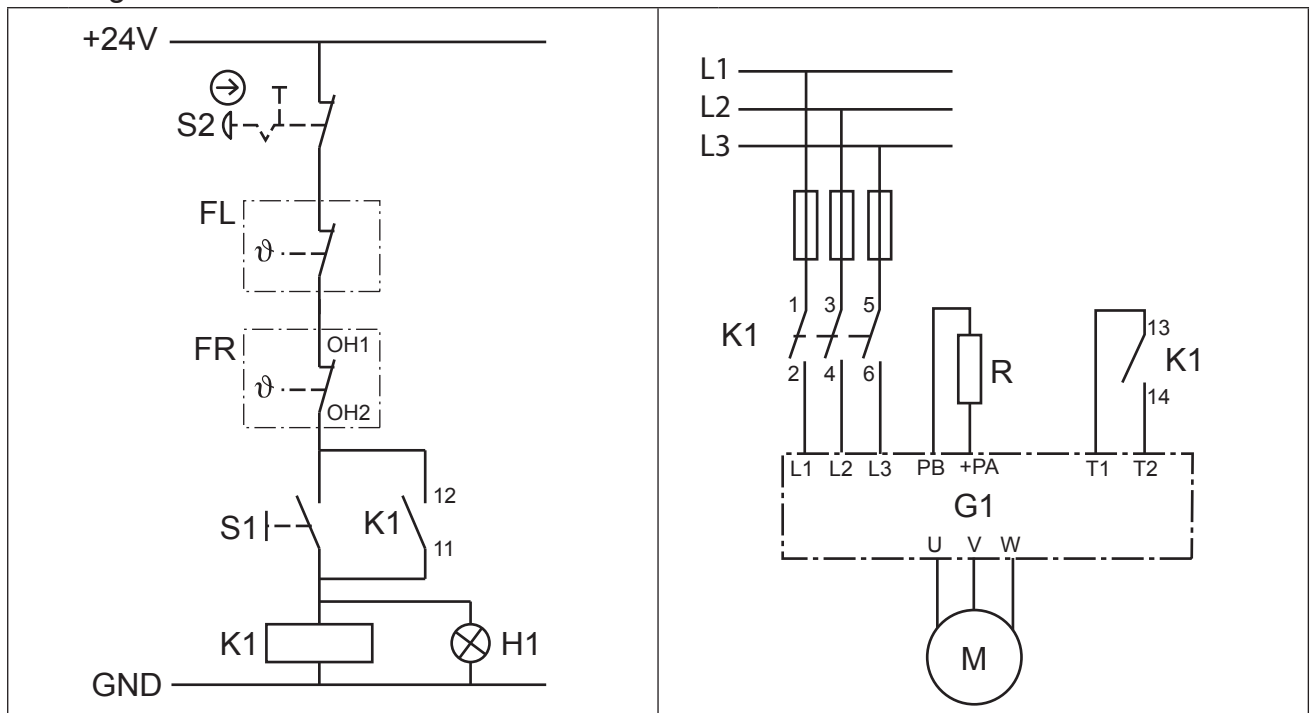 +24V
S2
FL
ϑ
FR
OH1
ϑ
OH2
12
S1
K1
11
K1
H1
GND
L1
L2
L3
1 3 5
K1
2 4 6
R
13
K1
14
L1 L2 L3 PB +PA T1 T2
G1
U V W
M